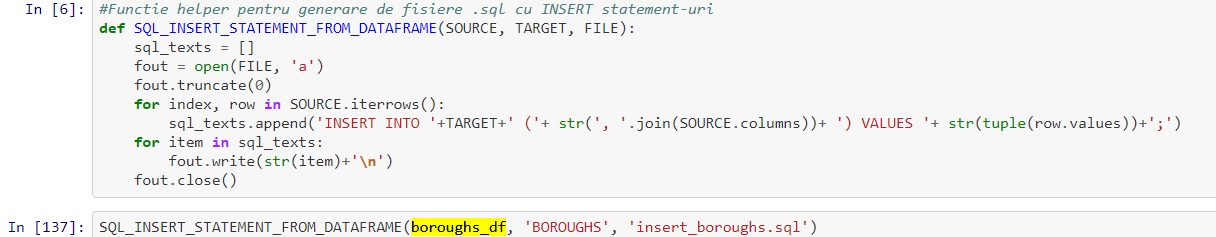 In [6]: #Functie helper pentru generare de fisiere .sql cu INSERT statement-uri
def SQL_INSERT_STATEMENT_FROM_DATAFRAME(SOURCE, TARGET, FILE):
    sql_texts = []
    fout = open(FILE, 'a')
    fout.truncate(0)
    for index, row in SOURCE.iterrows():
        sql_texts.append('INSERT INTO '+TARGET+' ('+ str(', '.join(SOURCE.columns))+ ') VALUES '+ str(tuple(row.values))+';')
    for item in sql_texts:
        fout.write(str(item)+'\n')
    fout.close()
In [137]: SQL_INSERT_STATEMENT_FROM_DATAFRAME(boroughs_df, 'BOROUGHS', 'insert_boroughs.sql')